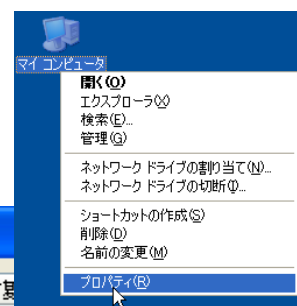 マイ コンピュータ
開く(O)
エクスプローラ(X)
検索(E)...
管理(G)
ネットワーク ドライブの割り当て(N)...
ネットワーク ドライブの切断(D)...
ショートカットの作成(S)
削除(D)
名前の変更(M)
プロパティ(R)